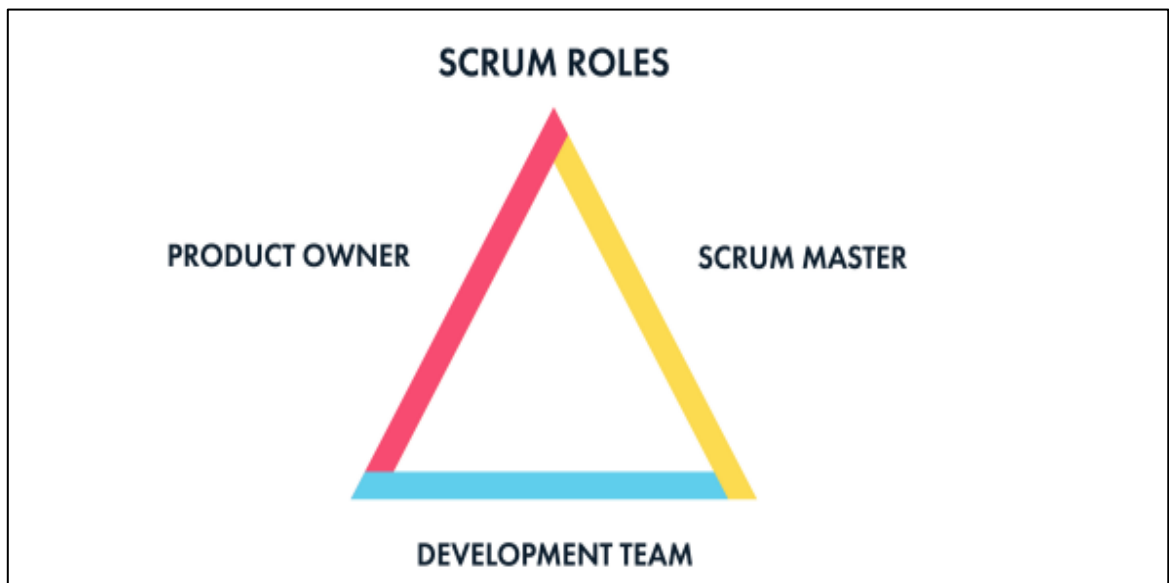 SCRUM ROLES
PRODUCT OWNER
SCRUM MASTER
DEVELOPMENT TEAM